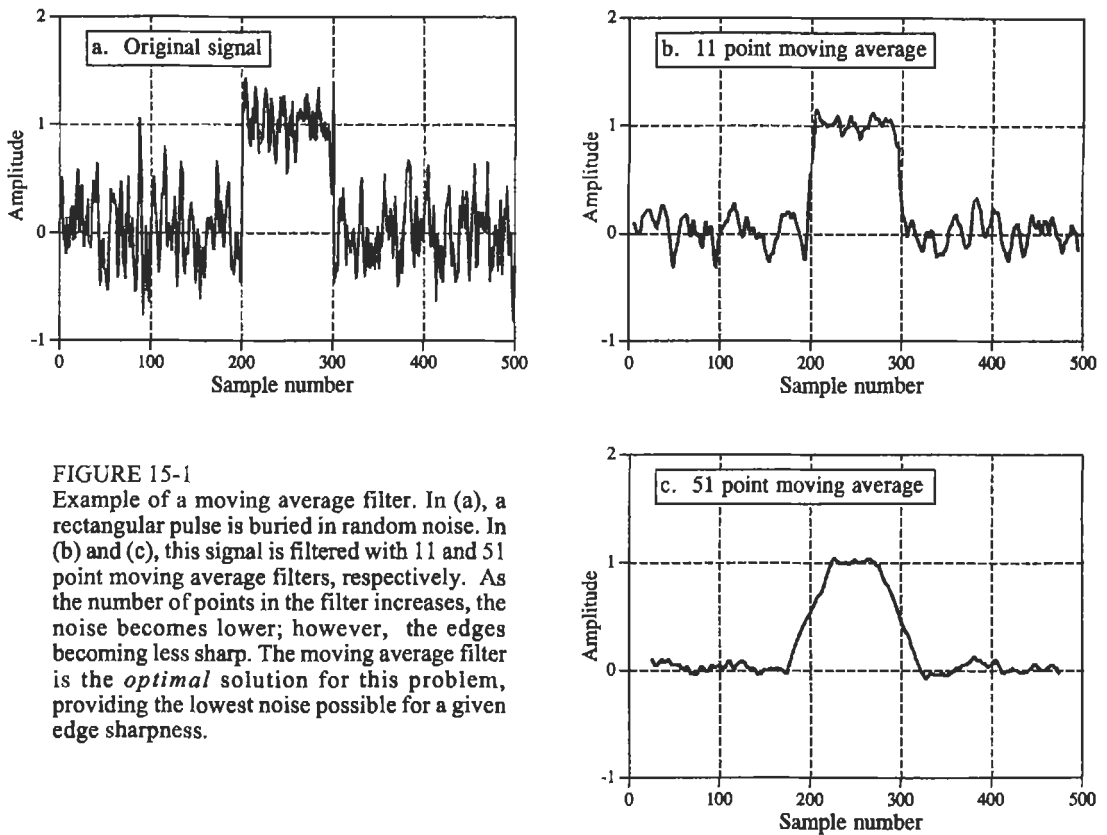 2
a. Original signal
1
Amplitude
0
-1
0 100 200 300 400 500
Sample number
2
b. 11 point moving average
1
Amplitude
0
-1
0 100 200 300 400 500
Sample number
FIGURE 15-1
Example of a moving average filter. In (a), a
rectangular pulse is buried in random noise. In
(b) and (c), this signal is filtered with 11 and 51
point moving average filters, respectively. As
the number of points in the filter increases, the
noise becomes lower; however, the edges
becoming less sharp. The moving average filter
is the optimal solution for this problem,
providing the lowest noise possible for a given
edge sharpness.
2
c. 51 point moving average
1
Amplitude
0
-1
0 100 200 300 400 500
Sample number